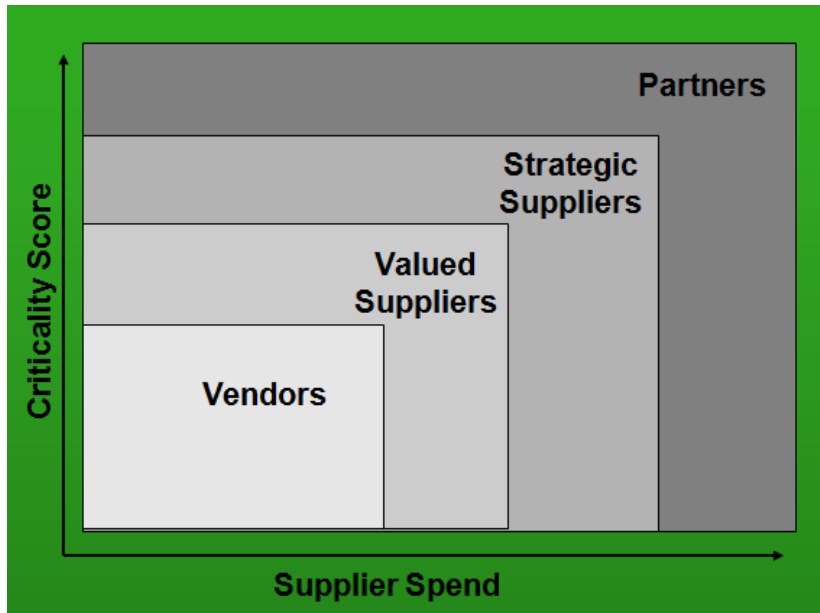 Partners
Strategic
Suppliers
Valued
Suppliers
Vendors
Criticality Score
Supplier Spend